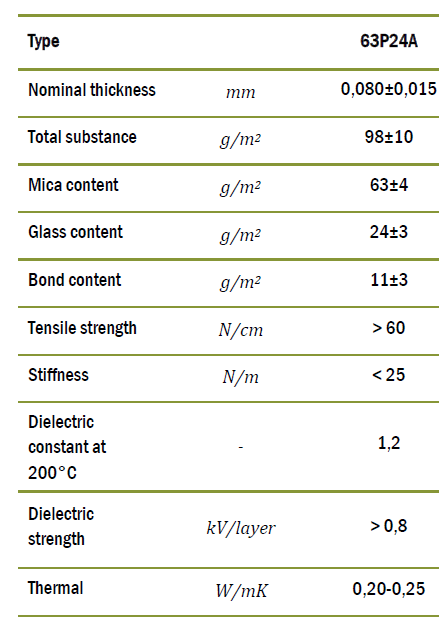 Type 63P24A
Nominal thickness mm 0,080±0,015
Total substance g/m² 98±10
Mica content g/m² 63±4
Glass content g/m² 24±3
Bond content g/m² 11±3
Tensile strength N/cm > 60
Stiffness N/m < 25
Dielectric
constant at - 1,2
200°C
Dielectric
strength kV/layer > 0,8
Thermal W/mK 0,20-0,25